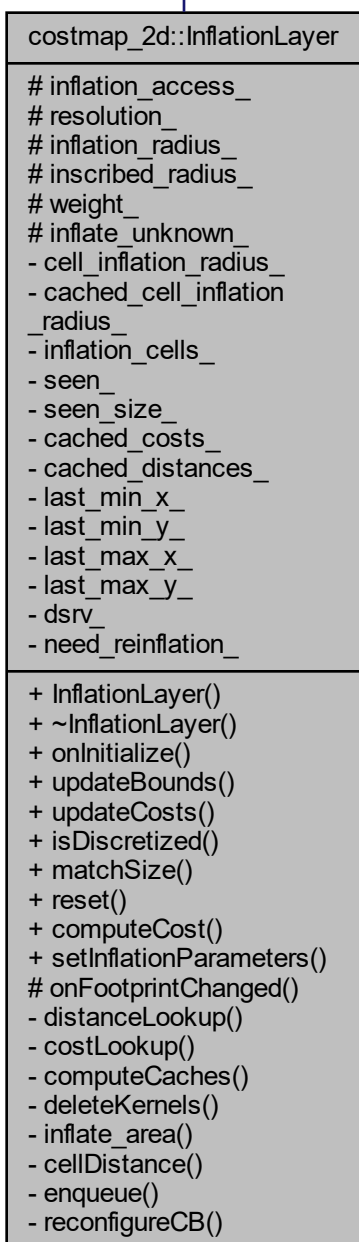 costmap_2d::InflationLayer
# inflation_access_
# resolution_
# inflation_radius_
# inscribed_radius_
# weight_
# inflate_unknown_
- cell_inflation_radius_
- cached_cell_inflation
_radius_
- inflation_cells_
- seen_
- seen_size_
- cached_costs_
- cached_distances_
- last_min_x_
- last_min_y_
- last_max_x_
- last_max_y_
- dsrv_
- need_reinflation_
+ InflationLayer()
+ ~InflationLayer()
+ onInitialize()
+ updateBounds()
+ updateCosts()
+ isDiscretized()
+ matchSize()
+ reset()
+ computeCost()
+ setInflationParameters()
# onFootprintChanged()
- distanceLookup()
- costLookup()
- computeCaches()
- deleteKernels()
- inflate_area()
- cellDistance()
- enqueue()
- reconfigureCB()